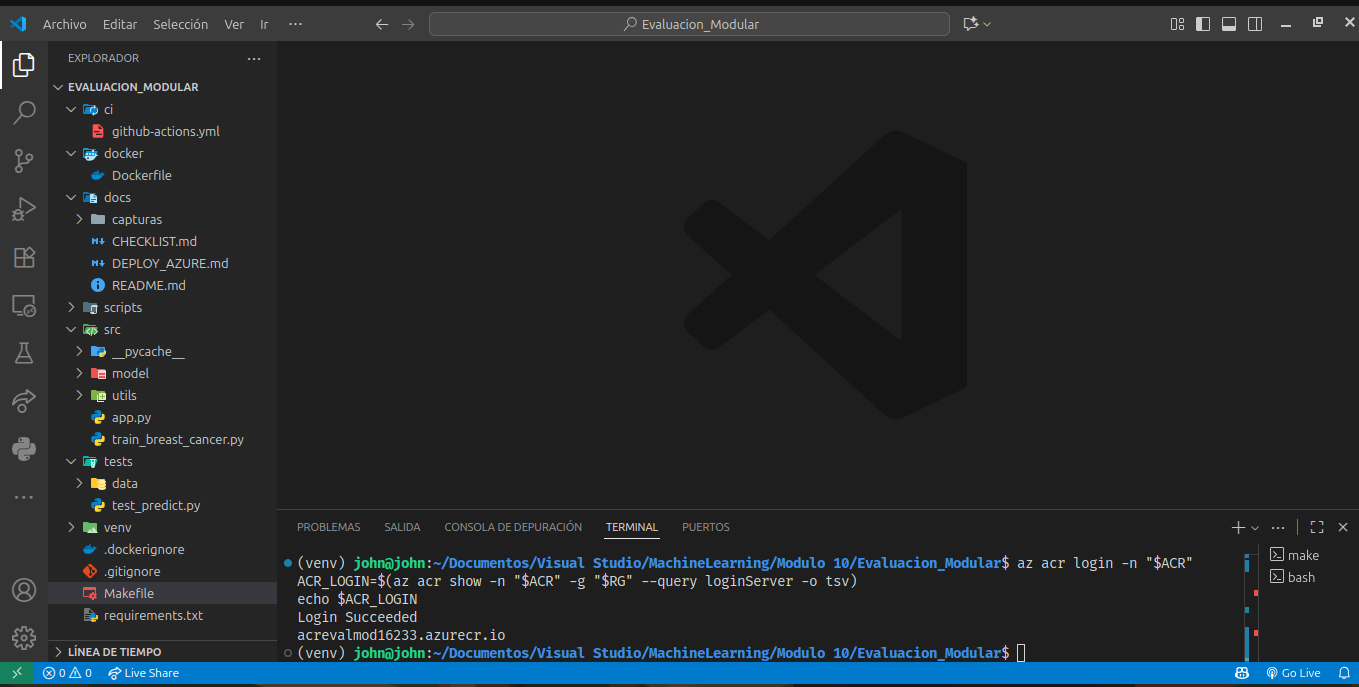 Archivo Editar Selección Ver Ir ···
Evaluacion_Modular
EXPLORADOR
EVALUACION_MODULAR
ci
github-actions.yml
docker
Dockerfile
docs
capturas
CHECKLIST.md
DEPLOY_AZURE.md
README.md
scripts
src
__pycache__
model
utils
app.py
train_breast_cancer.py
tests
data
test_predict.py
venv
.dockerignore
.gitignore
Makefile
requirements.txt
LÍNEA DE TIEMPO
PROBLEMAS SALIDA CONSOLA DE DEPURACIÓN TERMINAL PUERTOS
(venv) john@john:~/Documentos/Visual Studio/MachineLearning/Modulo 10/Evaluacion_Modular$ az acr login -n "$ACR"
ACR_LOGIN=$(az acr show -n "$ACR" -g "$RG" --query loginServer -o tsv)
echo $ACR_LOGIN
Login Succeeded
acrevalmod16233.azurecr.io
(venv) john@john:~/Documentos/Visual Studio/MachineLearning/Modulo 10/Evaluacion_Modular$
make
bash
0 0 Live Share
Go Live